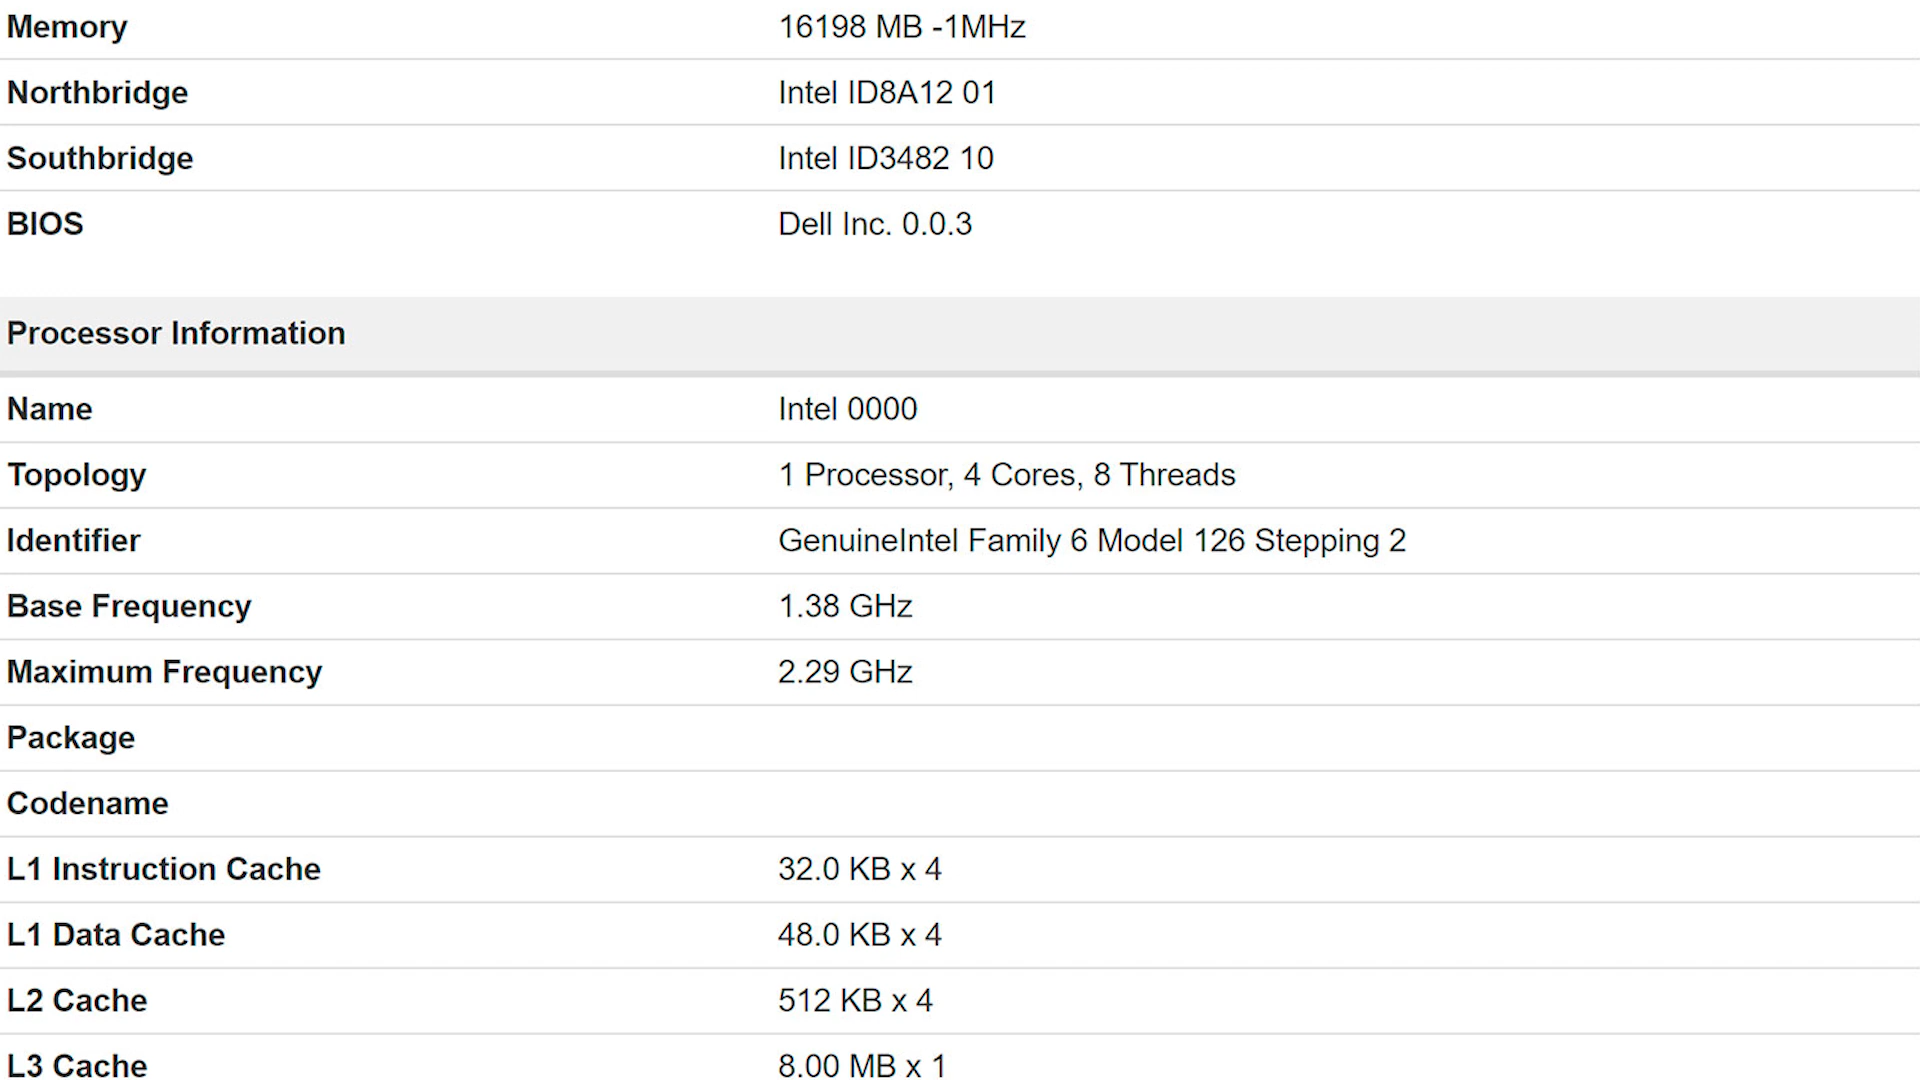 Memory 16198 MB -1MHz
Northbridge Intel ID8A12 01
Southbridge Intel ID3482 10
BIOS Dell Inc. 0.0.3
Processor Information
Name Intel 0000
Topology 1 Processor, 4 Cores, 8 Threads
Identifier GenuineIntel Family 6 Model 126 Stepping 2
Base Frequency 1.38 GHz
Maximum Frequency 2.29 GHz
Package
Codename
L1 Instruction Cache 32.0 KB x 4
L1 Data Cache 48.0 KB x 4
L2 Cache 512 KB x 4
L3 Cache 8.00 MB x 1